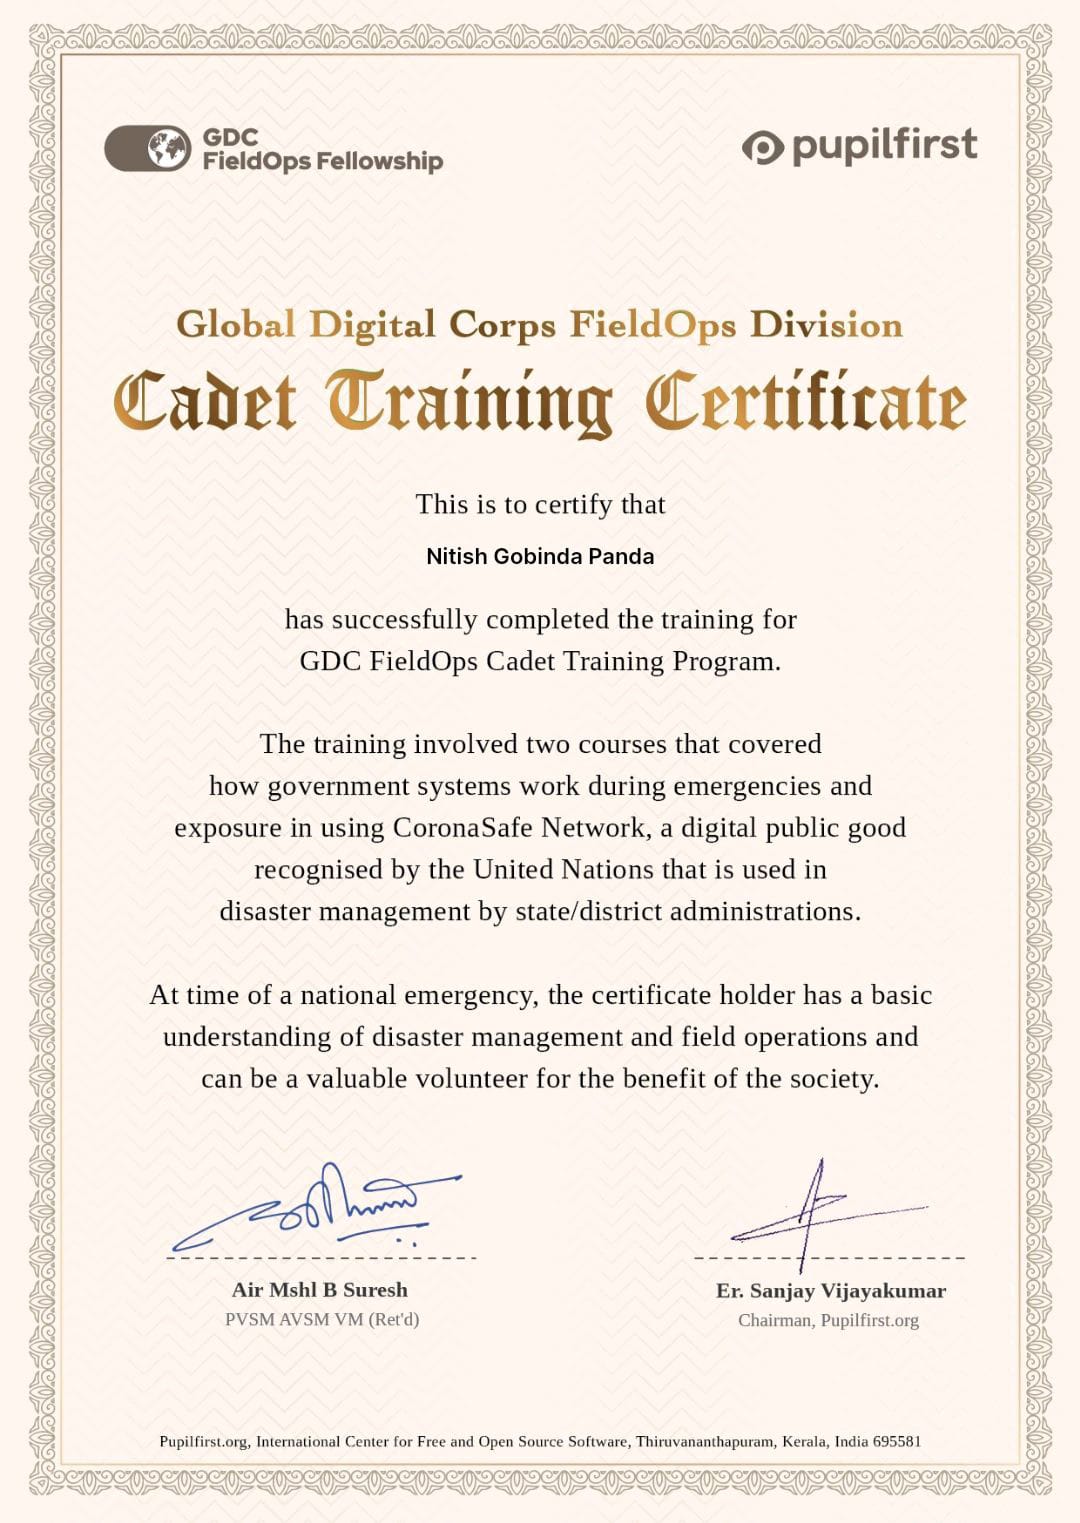 GDC
FieldOps Fellowship
pupilfirst
Global Digital Corps FieldOps Division
Cadet Training Certificate
This is to certify that
Nitish Gobinda Panda
has successfully completed the training for
GDC FieldOps Cadet Training Program.
The training involved two courses that covered
how government systems work during emergencies and
exposure in using CoronaSafe Network, a digital public good
recognised by the United Nations that is used in
disaster management by state/district administrations.
At time of a national emergency, the certificate holder has a basic
understanding of disaster management and field operations and
can be a valuable volunteer for the benefit of the society.
Air Mshl B Suresh
PVSM AVSM VM (Ret'd)
Er. Sanjay Vijayakumar
Chairman, Pupilfirst.org
Pupilfirst.org, International Center for Free and Open Source Software, Thiruvananthapuram, Kerala, India 695581